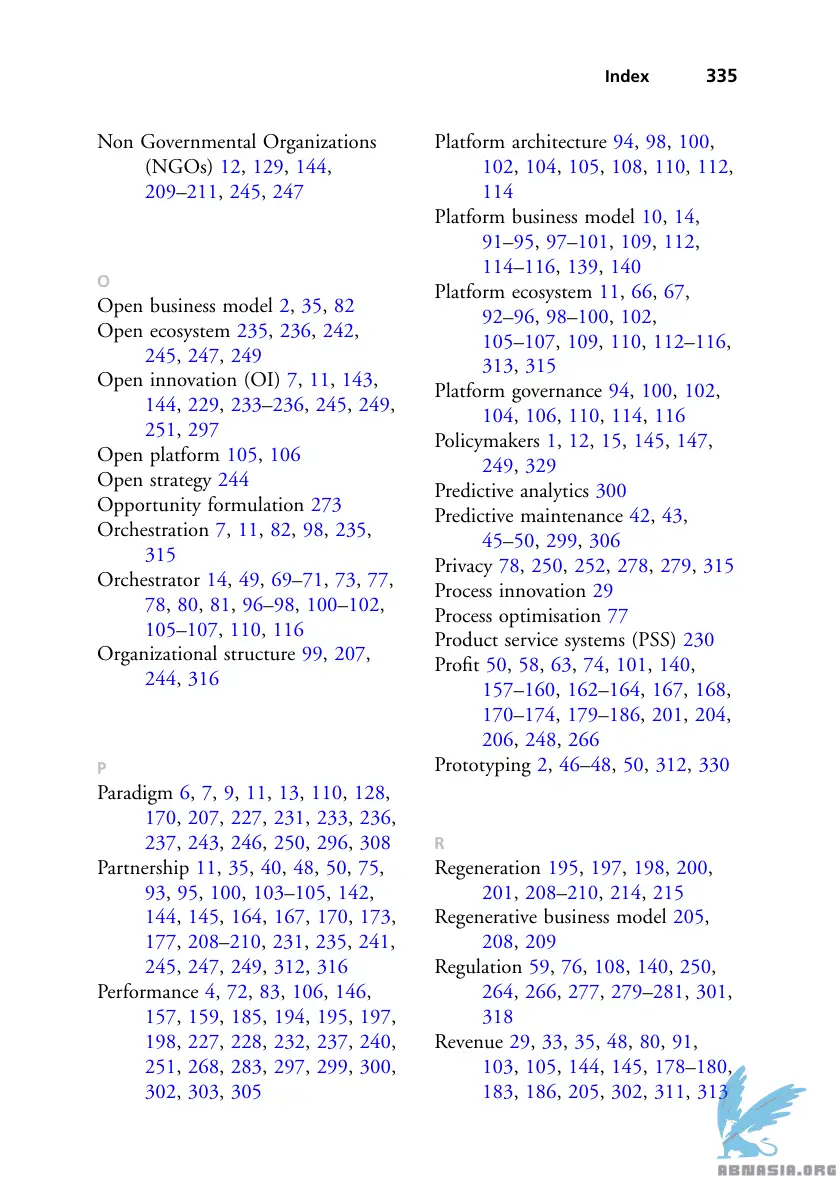 Index 335
Non Governmental Organizations
(NGOs) 12, 129, 144,
209–211, 245, 247
O
Open business model 2, 35, 82
Open ecosystem 235, 236, 242,
245, 247, 249
Open innovation (OI) 7, 11, 143,
144, 229, 233–236, 245, 249,
251, 297
Open platform 105, 106
Open strategy 244
Opportunity formulation 273
Orchestration 7, 11, 82, 98, 235,
315
Orchestrator 14, 49, 69–71, 73, 77,
78, 80, 81, 96–98, 100–102,
105–107, 110, 116
Organizational structure 99, 207,
244, 316
P
Paradigm 6, 7, 9, 11, 13, 110, 128,
170, 207, 227, 231, 233, 236,
237, 243, 246, 250, 296, 308
Partnership 11, 35, 40, 48, 50, 75,
93, 95, 100, 103–105, 142,
144, 145, 164, 167, 170, 173,
177, 208–210, 231, 235, 241,
245, 247, 249, 312, 316
Performance 4, 72, 83, 106, 146,
157, 159, 185, 194, 195, 197,
198, 227, 228, 232, 237, 240,
251, 268, 283, 297, 299, 300,
302, 303, 305
Platform architecture 94, 98, 100,
102, 104, 105, 108, 110, 112,
114
Platform business model 10, 14,
91–95, 97–101, 109, 112,
114–116, 139, 140
Platform ecosystem 11, 66, 67,
92–96, 98–100, 102,
105–107, 109, 110, 112–116,
313, 315
Platform governance 94, 100, 102,
104, 106, 110, 114, 116
Policymakers 1, 12, 15, 145, 147,
249, 329
Predictive analytics 300
Predictive maintenance 42, 43,
45–50, 299, 306
Privacy 78, 250, 252, 278, 279, 315
Process innovation 29
Process optimisation 77
Product service systems (PSS) 230
Profit 50, 58, 63, 74, 101, 140,
157–160, 162–164, 167, 168,
170–174, 179–186, 201, 204,
206, 248, 266
Prototyping 2, 46–48, 50, 312, 330
R
Regeneration 195, 197, 198, 200,
201, 208–210, 214, 215
Regenerative business model 205,
208, 209
Regulation 59, 76, 108, 140, 250,
264, 266, 277, 279–281, 301,
318
Revenue 29, 33, 35, 48, 80, 91,
103, 105, 144, 145, 178–180,
183, 186, 205, 302, 311, 313
ABNASIA.ORG